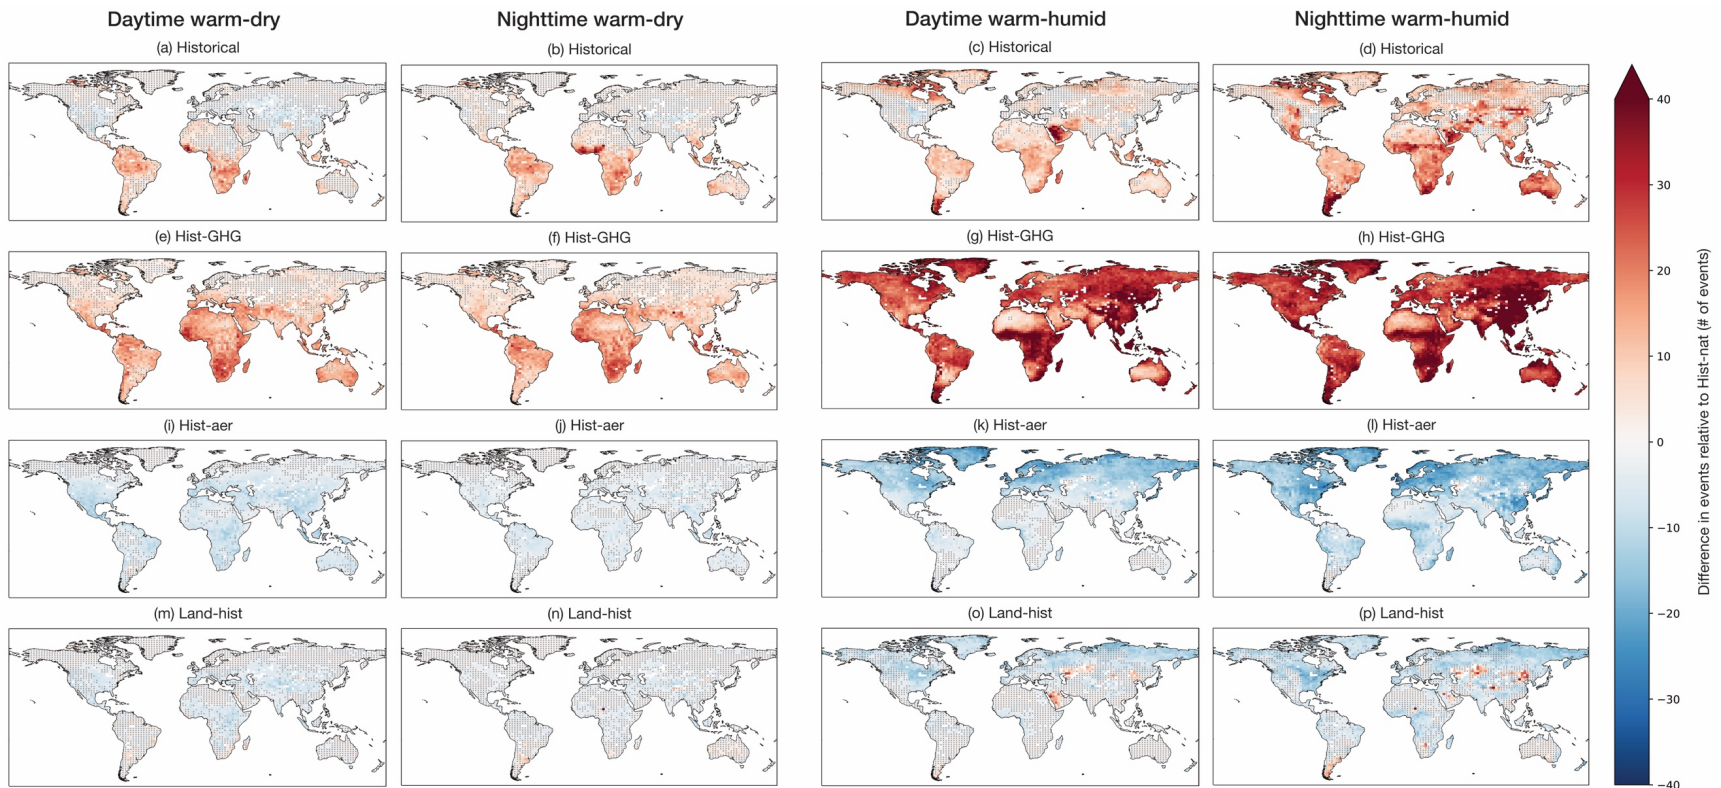 Daytime warm-dry
Nighttime warm-dry
Daytime warm-humid
Nighttime warm-humid
(a) Historical
(b) Historical
(c) Historical
(d) Historical
(e) Hist-GHG
(f) Hist-GHG
(g) Hist-GHG
(h) Hist-GHG
(i) Hist-aer
(j) Hist-aer
(k) Hist-aer
(l) Hist-aer
(m) Land-hist
(n) Land-hist
(o) Land-hist
(p) Land-hist
40
30
20
10
0
−10
−20
−30
−40
Difference in events relative to Hist-nat (# of events)